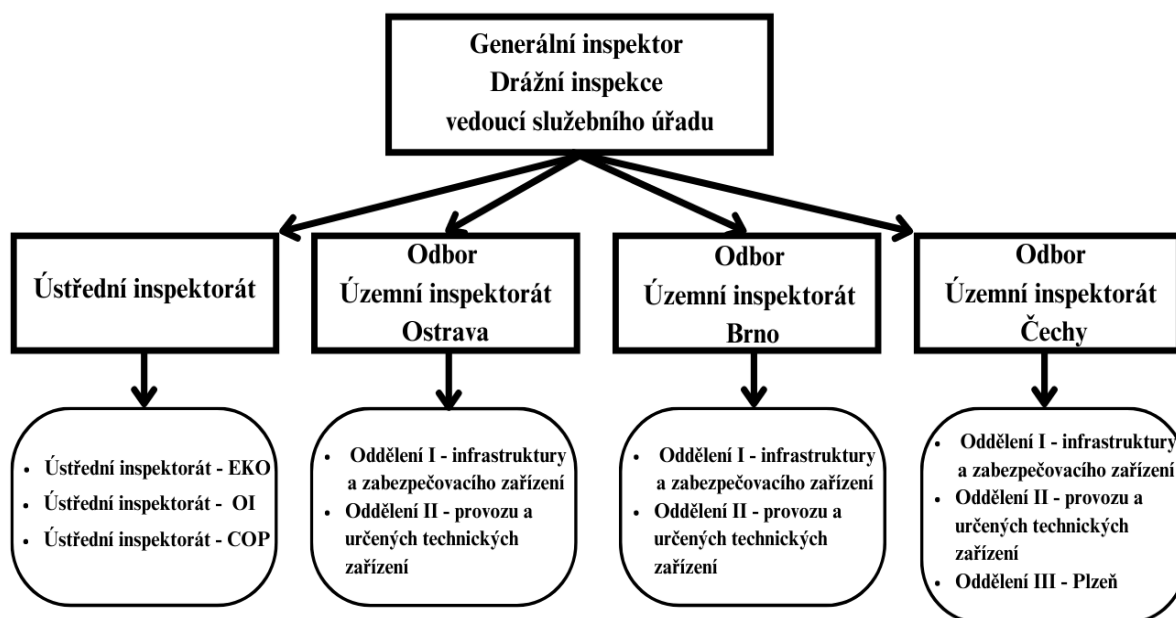 Generální inspektor
Drážní inspekce
vedoucí služebního úřadu
Ústřední inspektorát
Odbor
Územní inspektorát
Ostrava
Odbor
Územní inspektorát
Brno
Odbor
Územní inspektorát
Čechy
• Ústřední inspektorát - EKO
• Ústřední inspektorát - OI
• Ústřední inspektorát - COP
• Oddělení I - infrastruktury
a zabezpečovacího zařízení
• Oddělení II - provozu a
určených technických
zařízení
• Oddělení I - infrastruktury
a zabezpečovacího zařízení
• Oddělení II - provozu a
určených technických
zařízení
• Oddělení I - infrastruktury
a zabezpečovacího zařízení
• Oddělení II - provozu a
určených technických
zařízení
• Oddělení III - Plzeň